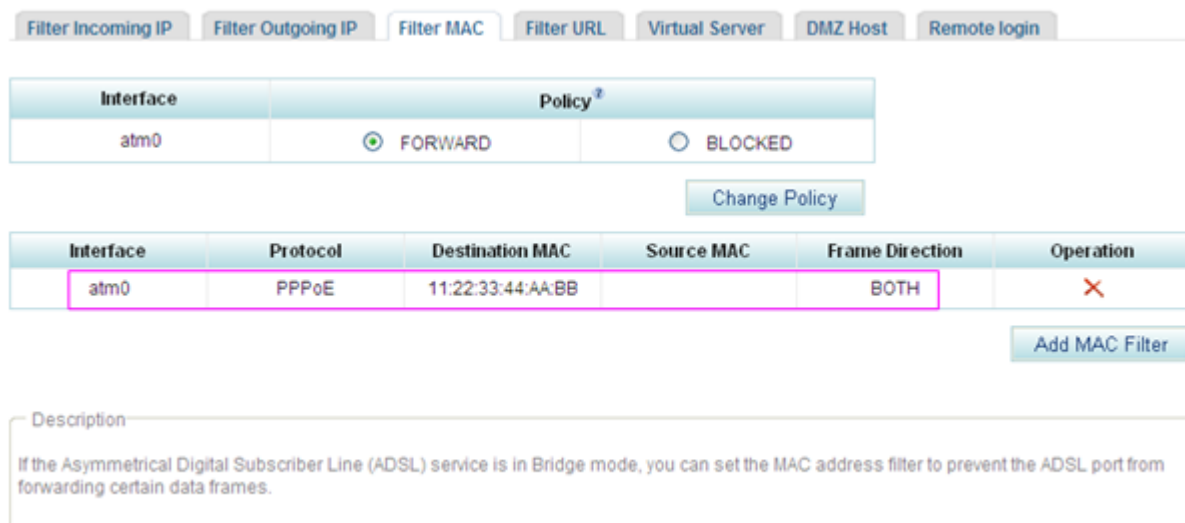 Filter Incoming IP Filter Outgoing IP Filter MAC Filter URL Virtual Server DMZ Host Remote login
Interface Policy ?
atm0 FORWARD BLOCKED
Change Policy
Interface Protocol Destination MAC Source MAC Frame Direction Operation
atm0 PPPoE 11:22:33:44:AA:BB BOTH
Add MAC Filter
Description
If the Asymmetrical Digital Subscriber Line (ADSL) service is in Bridge mode, you can set the MAC address filter to prevent the ADSL port from
forwarding certain data frames.